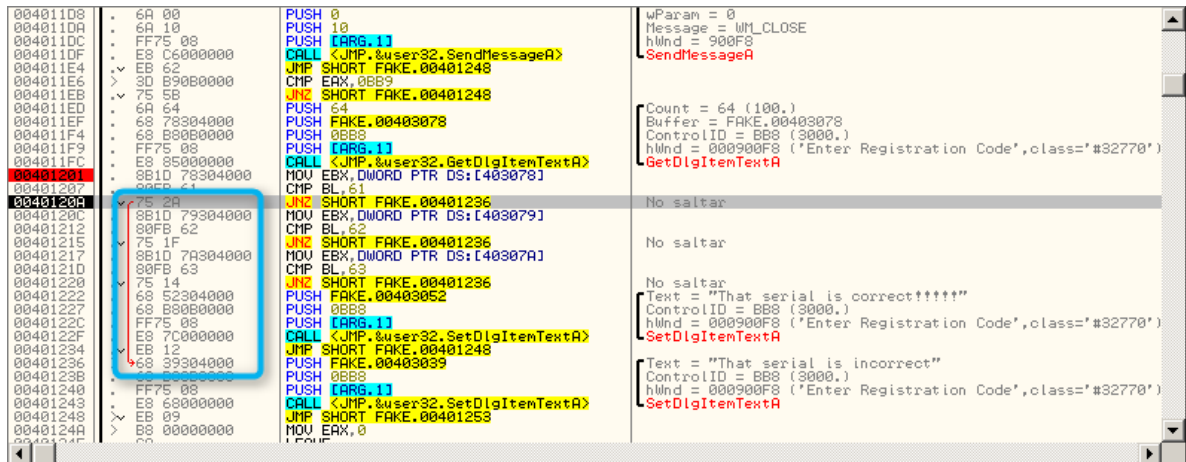 004011D8 . 6A 00 PUSH 0 wParam = 0
004011DA . 6A 10 PUSH 10 Message = WM_CLOSE
004011DC . FF75 08 PUSH [ARG.1] hWnd = 900F8
004011DF . E8 C6000000 CALL <JMP.&user32.SendMessageA> SendMessageA
004011E4 . EB 62 JMP SHORT FAKE.00401248
004011E6 > 3D B90B0000 CMP EAX,0BB9
004011EB . 75 5B JNZ SHORT FAKE.00401248
004011ED . 6A 64 PUSH 64 Count = 64 (100.)
004011EF . 68 78304000 PUSH FAKE.00403078 Buffer = FAKE.00403078
004011F4 . 68 B80B0000 PUSH 0BB8 ControlID = BB8 (3000.)
004011F9 . FF75 08 PUSH [ARG.1] hWnd = 000900F8 ('Enter Registration Code',class='#32770')
004011FC . E8 85000000 CALL <JMP.&user32.GetDlgItemTextA> GetDlgItemTextA
00401201 . 8B1D 78304000 MOV EBX,DWORD PTR DS:[403078]
00401207 . 80FB 61 CMP BL,61
0040120A 75 2A JNZ SHORT FAKE.00401236 No saltar
0040120C . 8B1D 79304000 MOV EBX,DWORD PTR DS:[403079]
00401212 . 80FB 62 CMP BL,62
00401215 75 1F JNZ SHORT FAKE.00401236 No saltar
00401217 . 8B1D 7A304000 MOV EBX,DWORD PTR DS:[40307A]
0040121D . 80FB 63 CMP BL,63
00401220 75 14 JNZ SHORT FAKE.00401236 No saltar
00401222 . 68 52304000 PUSH FAKE.00403052 Text = "That serial is correct!!!!!"
00401227 . 68 B80B0000 PUSH 0BB8 ControlID = BB8 (3000.)
0040122C . FF75 08 PUSH [ARG.1] hWnd = 000900F8 ('Enter Registration Code',class='#32770')
0040122F . E8 7C000000 CALL <JMP.&user32.SetDlgItemTextA> SetDlgItemTextA
00401234 EB 12 JMP SHORT FAKE.00401248
00401236 68 39304000 PUSH FAKE.00403039 Text = "That serial is incorrect"
0040123B . 68 B80B0000 PUSH 0BB8 ControlID = BB8 (3000.)
00401240 . FF75 08 PUSH [ARG.1] hWnd = 000900F8 ('Enter Registration Code',class='#32770')
00401243 . E8 68000000 CALL <JMP.&user32.SetDlgItemTextA> SetDlgItemTextA
00401248 > EB 09 JMP SHORT FAKE.00401253
0040124A > B8 00000000 MOV EAX,0